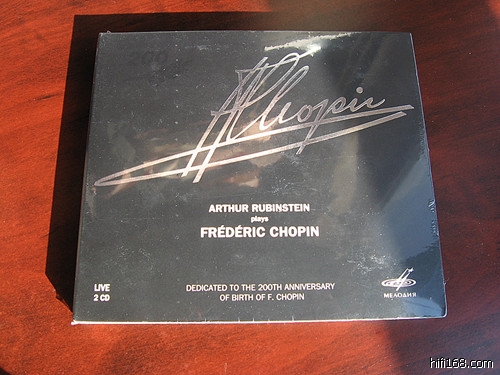 Chopin
ARTHUR RUBINSTEIN
plays
FRÉDÉRIC CHOPIN
LIVE
2 CD
DEDICATED TO THE 200TH ANNIVERSARY
OF BIRTH OF F. CHOPIN
МЕЛОДИЯ
hifi168.com